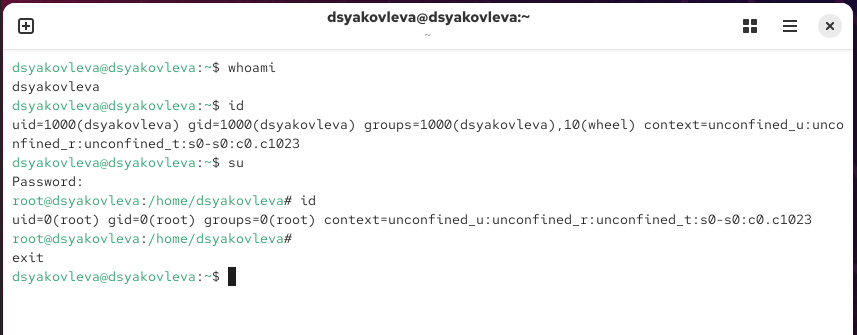 dsyakovleva@dsyakovleva:~
~
dsyakovleva@dsyakovleva:~$ whoami
dsyakovleva
dsyakovleva@dsyakovleva:~$ id
uid=1000(dsyakovleva) gid=1000(dsyakovleva) groups=1000(dsyakovleva),10(wheel) context=unconfined_u:unco
nfined_r:unconfined_t:s0-s0:c0.c1023
dsyakovleva@dsyakovleva:~$ su
Password:
root@dsyakovleva:/home/dsyakovleva# id
uid=0(root) gid=0(root) groups=0(root) context=unconfined_u:unconfined_r:unconfined_t:s0-s0:c0.c1023
root@dsyakovleva:/home/dsyakovleva#
exit
dsyakovleva@dsyakovleva:~$